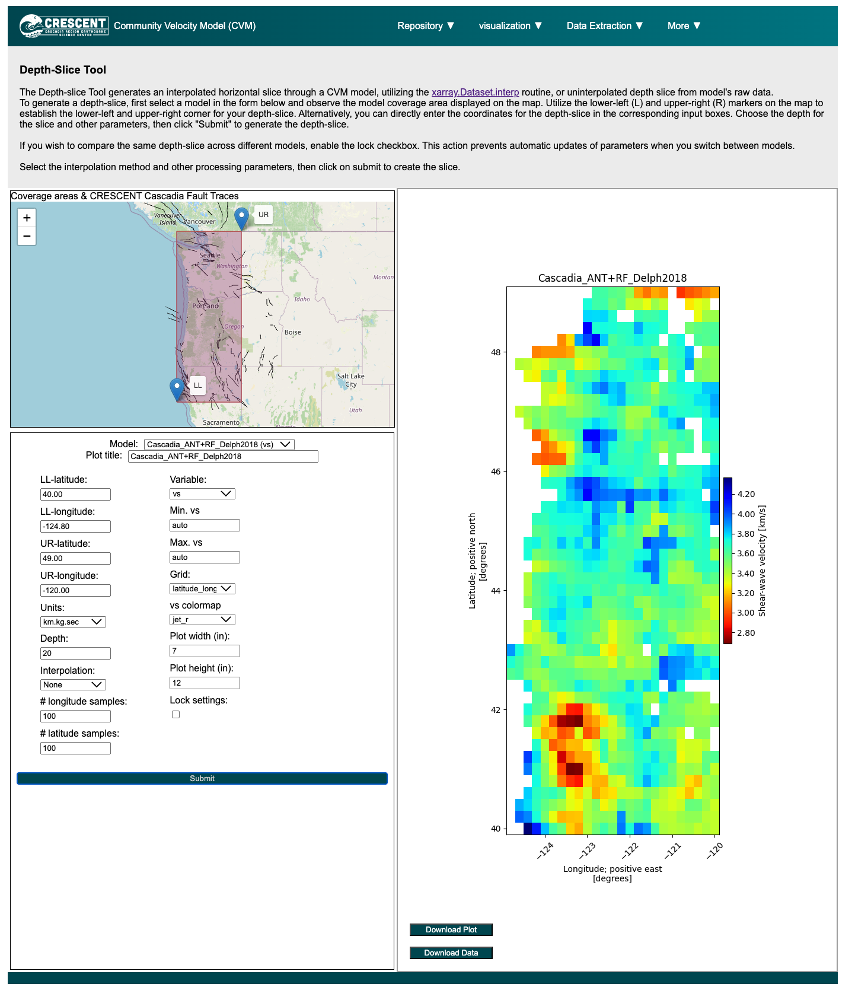 CRESCENT
CASCADIA REGION EARTHQUAKE
SCIENCE CENTER
Community Velocity Model (CVM)
Repository ▼
visualization ▼
Data Extraction ▼
More ▼
Depth-Slice Tool
The Depth-slice Tool generates an interpolated horizontal slice through a CVM model, utilizing the xarray.Dataset.interp routine, or uninterpolated depth slice from model's raw data.
To generate a depth-slice, first select a model in the form below and observe the model coverage area displayed on the map. Utilize the lower-left (L) and upper-right (R) markers on the map to
establish the lower-left and upper-right corner for your depth-slice. Alternatively, you can directly enter the coordinates for the depth-slice in the corresponding input boxes. Choose the depth for
the slice and other parameters, then click "Submit" to generate the depth-slice.
If you wish to compare the same depth-slice across different models, enable the lock checkbox. This action prevents automatic updates of parameters when you switch between models.
Select the interpolation method and other processing parameters, then click on submit to create the slice.
Coverage areas & CRESCENT Cascadia Fault Traces
+
−
Vancouver
Island
Vancouver
UR
Seattle
Washington
Montan
Idaho
Portland
Oregon
Boise
LL
Salt Lake
City
Utah
Sacramento
Nevada
Model:
Cascadia_ANT+RF_Delph2018 (vs)
Plot title:
Cascadia_ANT+RF_Delph2018
LL-latitude:
40.00
LL-longitude:
-124.80
UR-latitude:
49.00
UR-longitude:
-120.00
Units:
km.kg.sec
Depth:
20
Interpolation:
None
# longitude samples:
100
# latitude samples:
100
Variable:
vs
Min. vs
auto
Max. vs
auto
Grid:
latitude_long
vs colormap
jet_r
Plot width (in):
7
Plot height (in):
12
Lock settings:
Submit
Cascadia_ANT+RF_Delph2018
48
46
44
42
40
Latitude; positive north
[degrees]
−124
−123
−122
−121
−120
Longitude; positive east
[degrees]
4.20
4.00
3.80
3.60
3.40
3.20
3.00
2.80
Shear-wave velocity [km/s]
Download Plot
Download Data